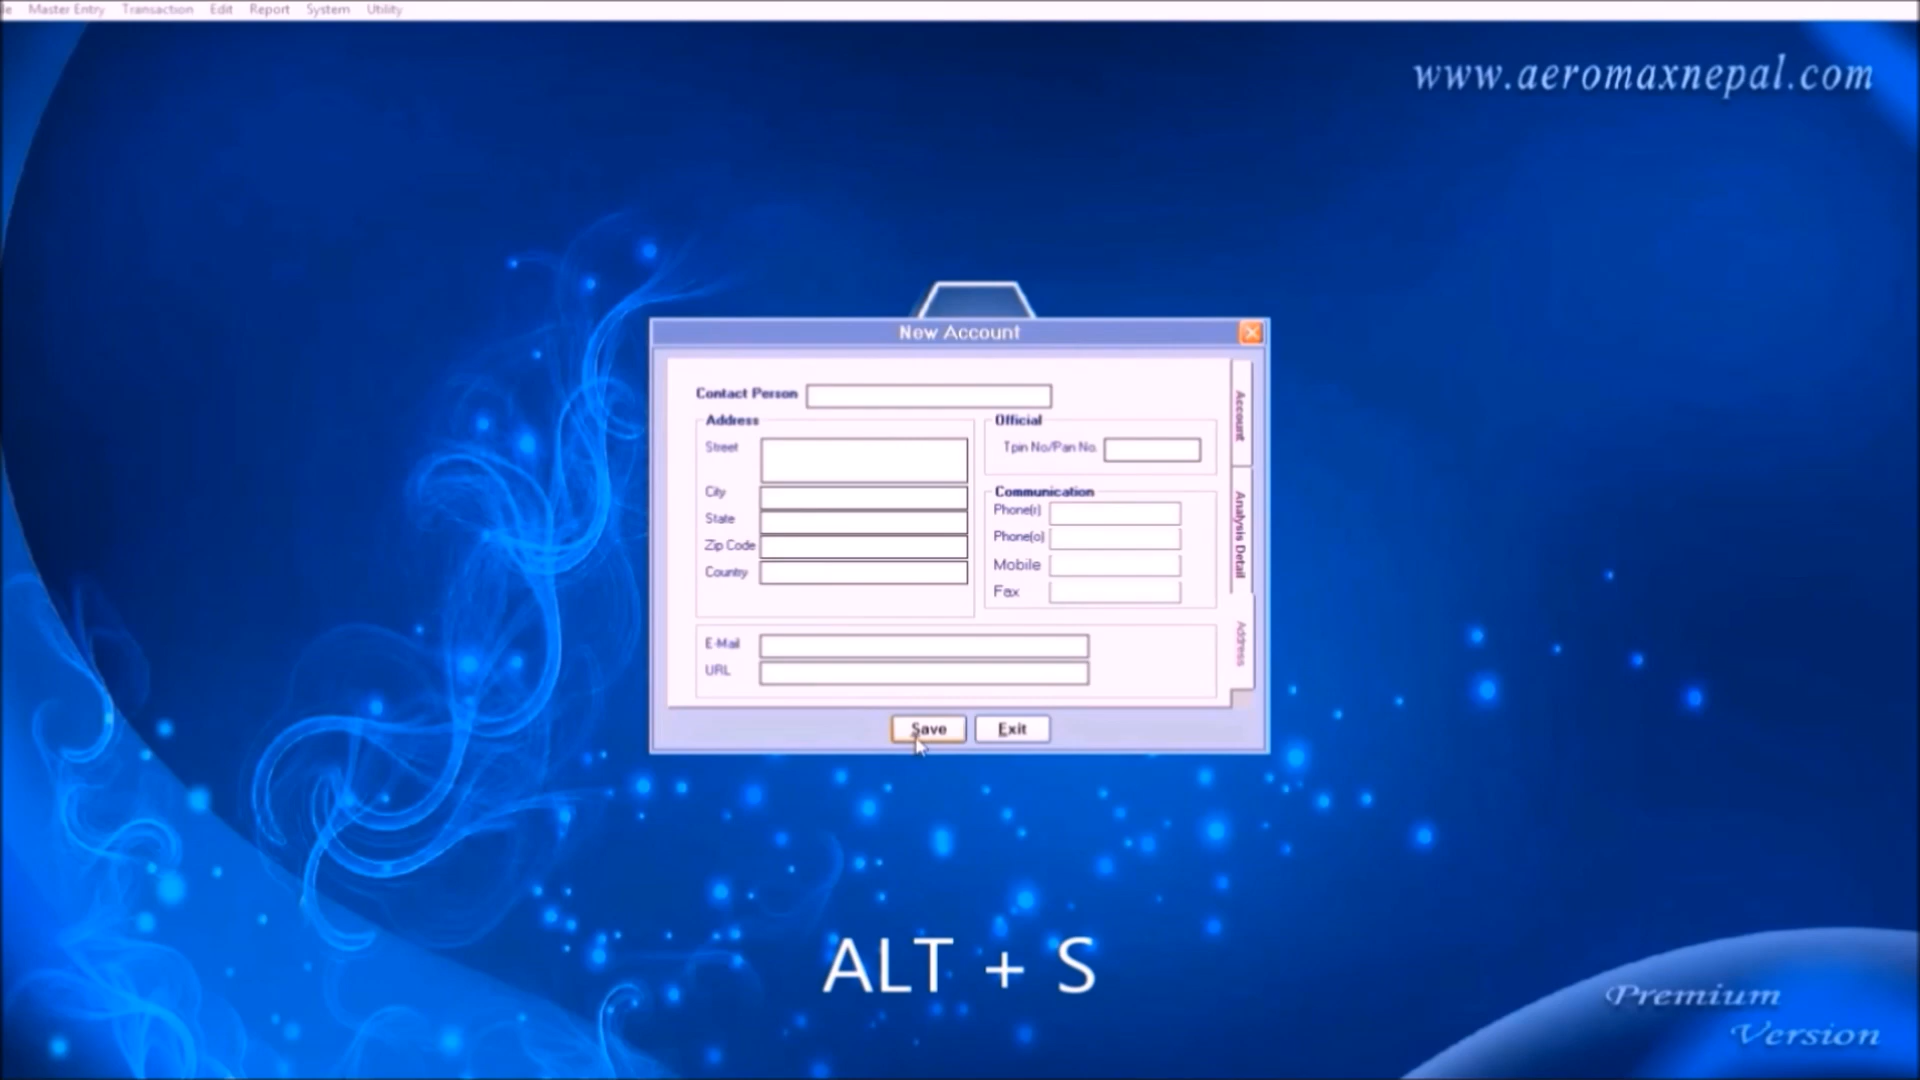 Master Entry Transaction Edit Report System Utility
www.aeromaxnepal.com
New Account
Contact Person
Address
Street
City
State
Zip Code
Country
Official
Tpin No/Pan No.
Communication
Phone(r)
Phone(o)
Mobile
Fax
E-Mail
URL
Account
Analysis Detail
Address
Save Exit
ALT + S
Premium
Version